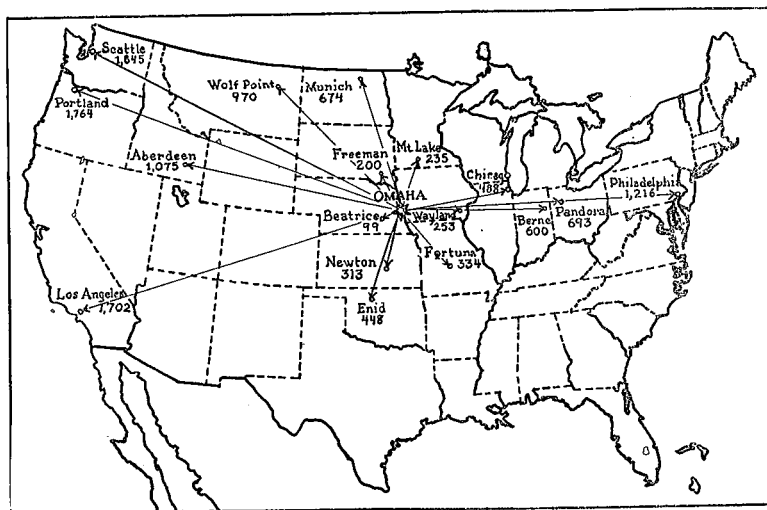 Seattle
1,645
Portland
1,764
Wolf Point
970
Munich
674
Aberdeen
1,075
Freeman
200
Mt Lake
235
Chicago
488
OMAHA
Beatrice
99
Wayland
253
Berne
600
Pandora
693
Philadelphi
1,216
Newton
313
Fortuna
334
Enid
448
Los Angeles
1,702